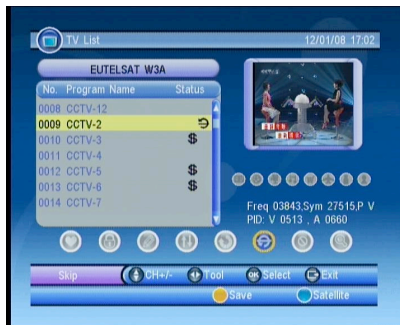 TV List 12/01/08 17:02
EUTELSAT W3A
No. Program Name Status
0008 CCTV-12
0009 CCTV-2
0010 CCTV-3 $
0011 CCTV-4
0012 CCTV-5 $
0013 CCTV-6 $
0014 CCTV-7
Freq 03843,Sym 27515,P V
PID: V 0513 , A 0660
Skip CH+/- Tool OK Select Exit
Save Satellite